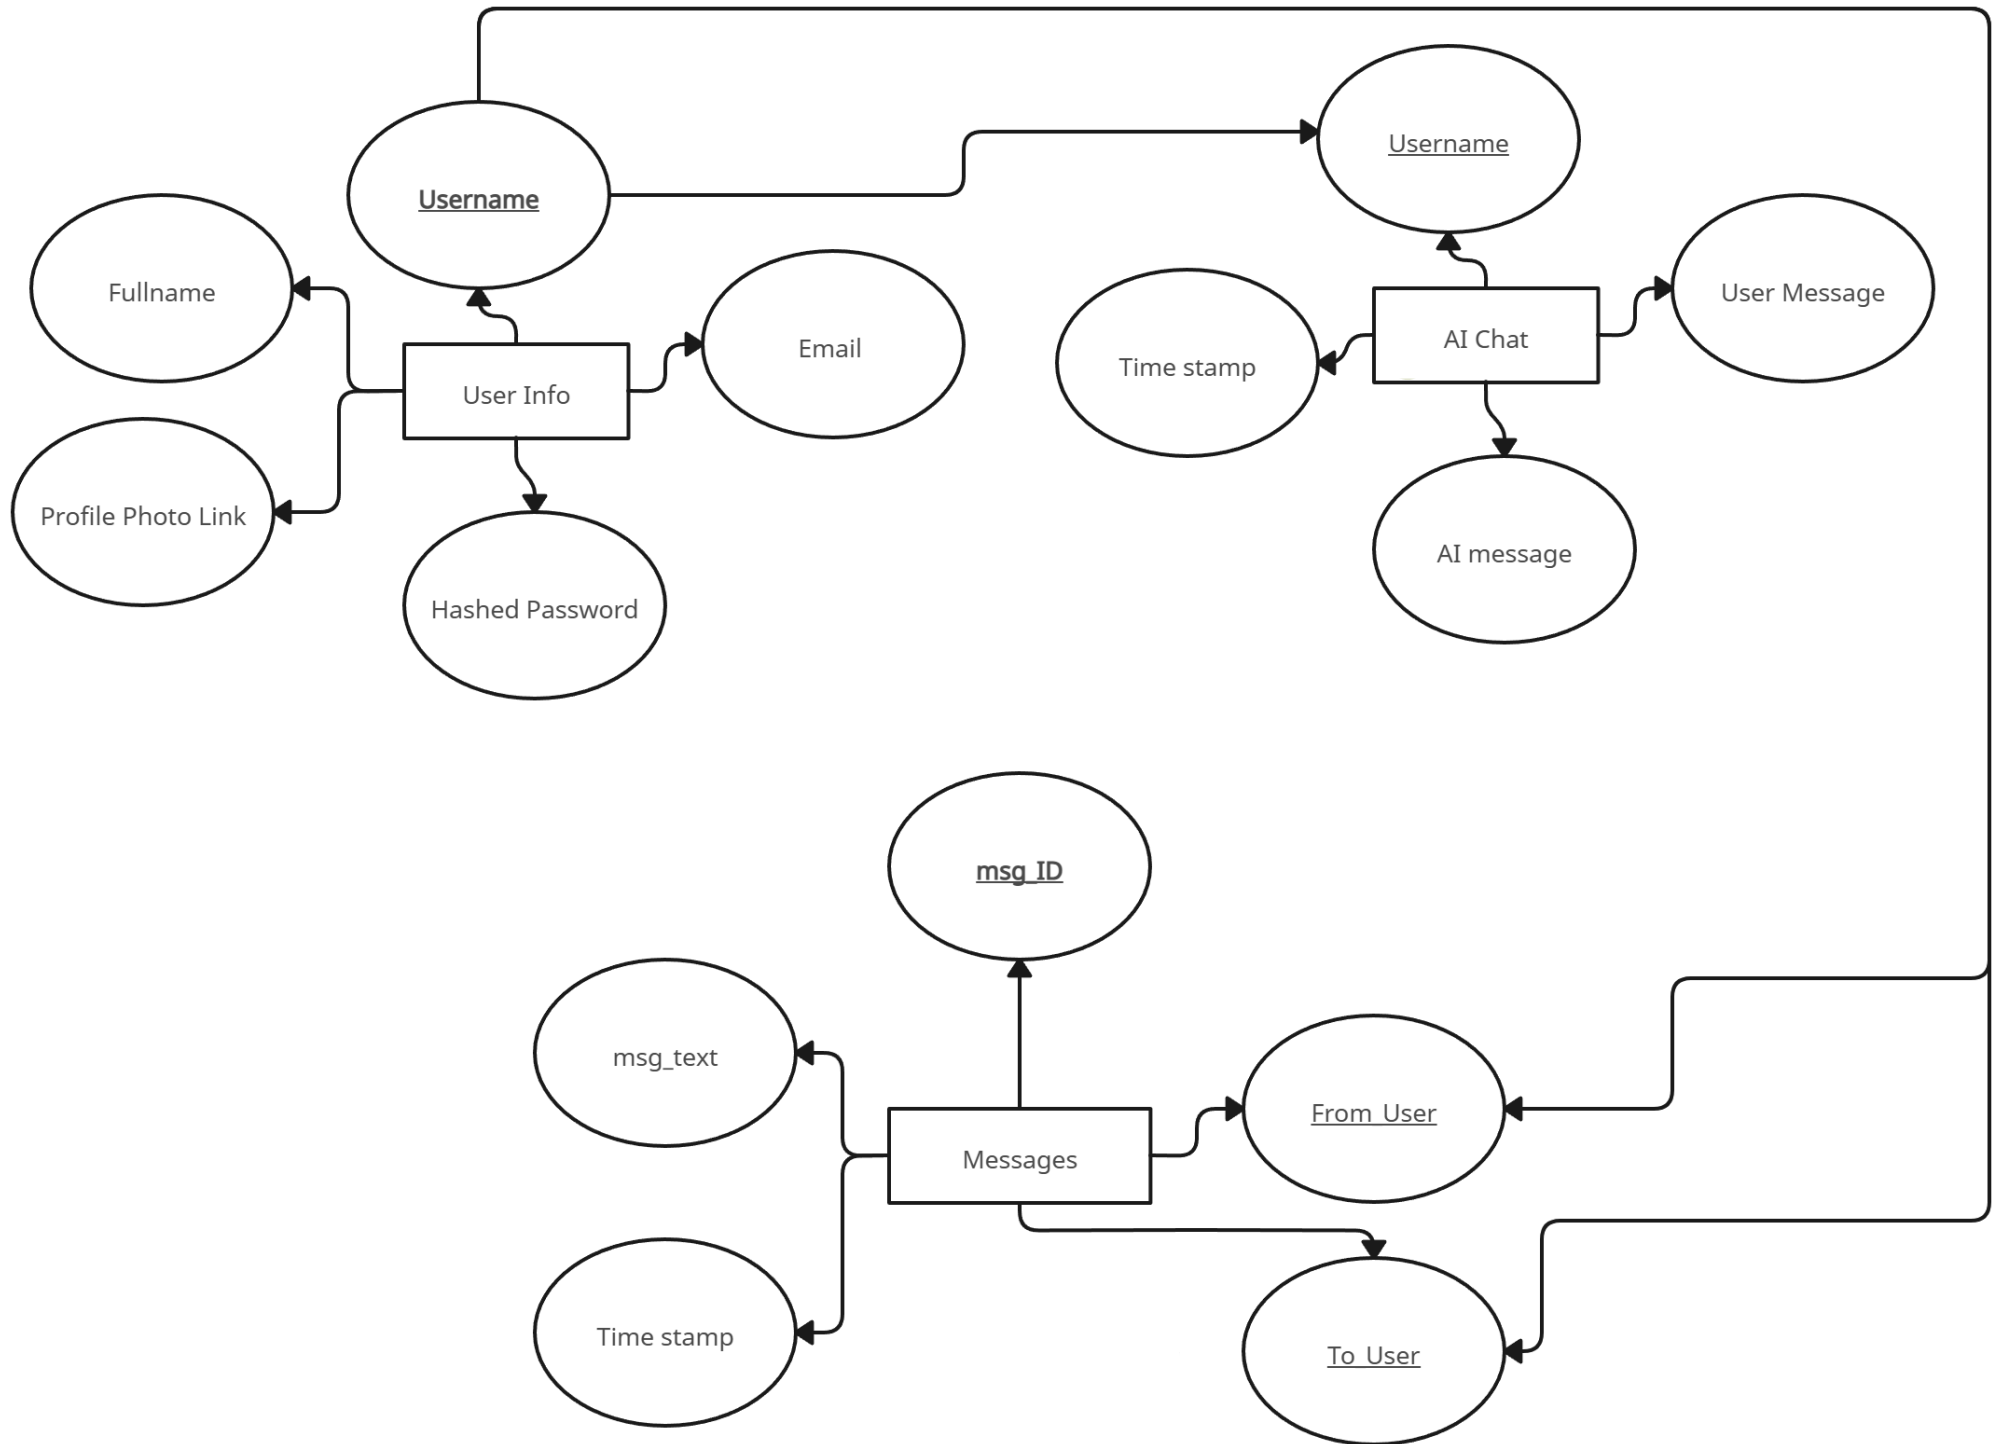 Username
Username
Fullname
User Message
Email
AI Chat
Time stamp
User Info
Profile Photo Link
AI message
Hashed Password
msg_ID
msg_text
From_User
Messages
Time stamp
To_User